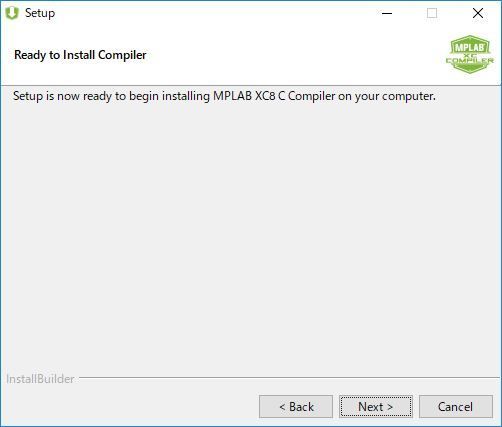 Setup
Ready to Install Compiler
MPLAB
XC
COMPILER
Setup is now ready to begin installing MPLAB XC8 C Compiler on your computer.
InstallBuilder
< Back
Next >
Cancel